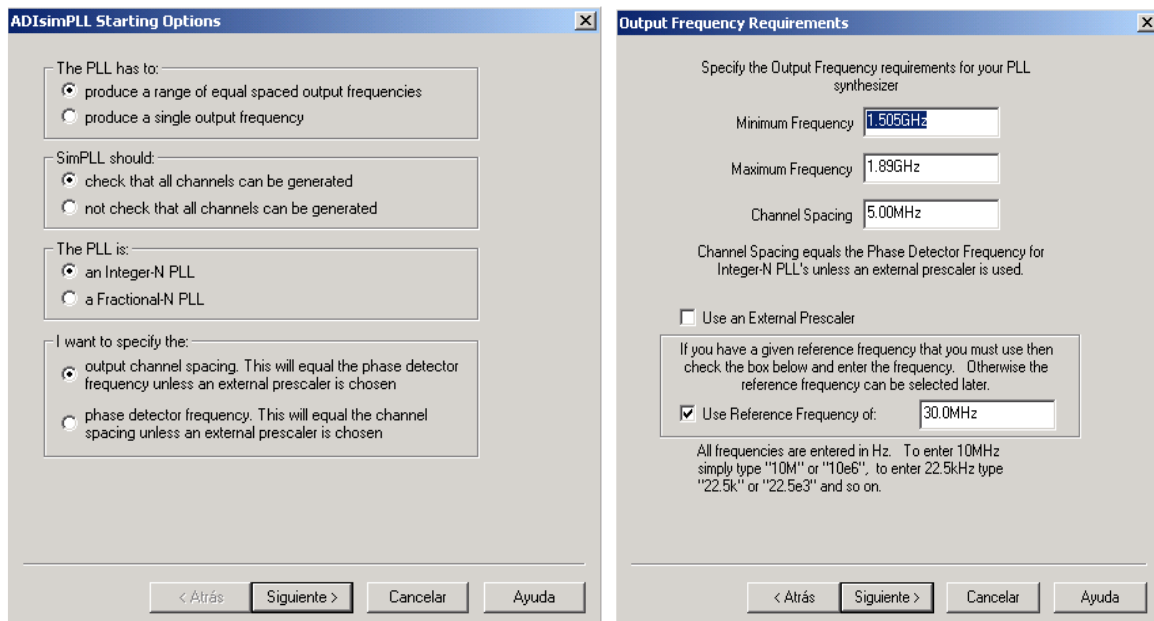 ADIsimPLL Starting Options
The PLL has to:
produce a range of equal spaced output frequencies
produce a single output frequency
SimPLL should:
check that all channels can be generated
not check that all channels can be generated
The PLL is:
an Integer-N PLL
a Fractional-N PLL
I want to specify the:
output channel spacing. This will equal the phase detector
frequency unless an external prescaler is chosen
phase detector frequency. This will equal the channel
spacing unless an external prescaler is chosen
< Atrás
Siguiente >
Cancelar
Ayuda
Output Frequency Requirements
Specify the Output Frequency requirements for your PLL
synthesizer
Minimum Frequency 1.505GHz
Maximum Frequency 1.89GHz
Channel Spacing 5.00MHz
Channel Spacing equals the Phase Detector Frequency for
Integer-N PLL's unless an external prescaler is used.
Use an External Prescaler
If you have a given reference frequency that you must use then
check the box below and enter the frequency. Otherwise the
reference frequency can be selected later.
Use Reference Frequency of: 30.0MHz
All frequencies are entered in Hz. To enter 10MHz
simply type "10M" or "10e6", to enter 22.5kHz type
"22.5k" or "22.5e3" and so on.
< Atrás
Siguiente >
Cancelar
Ayuda